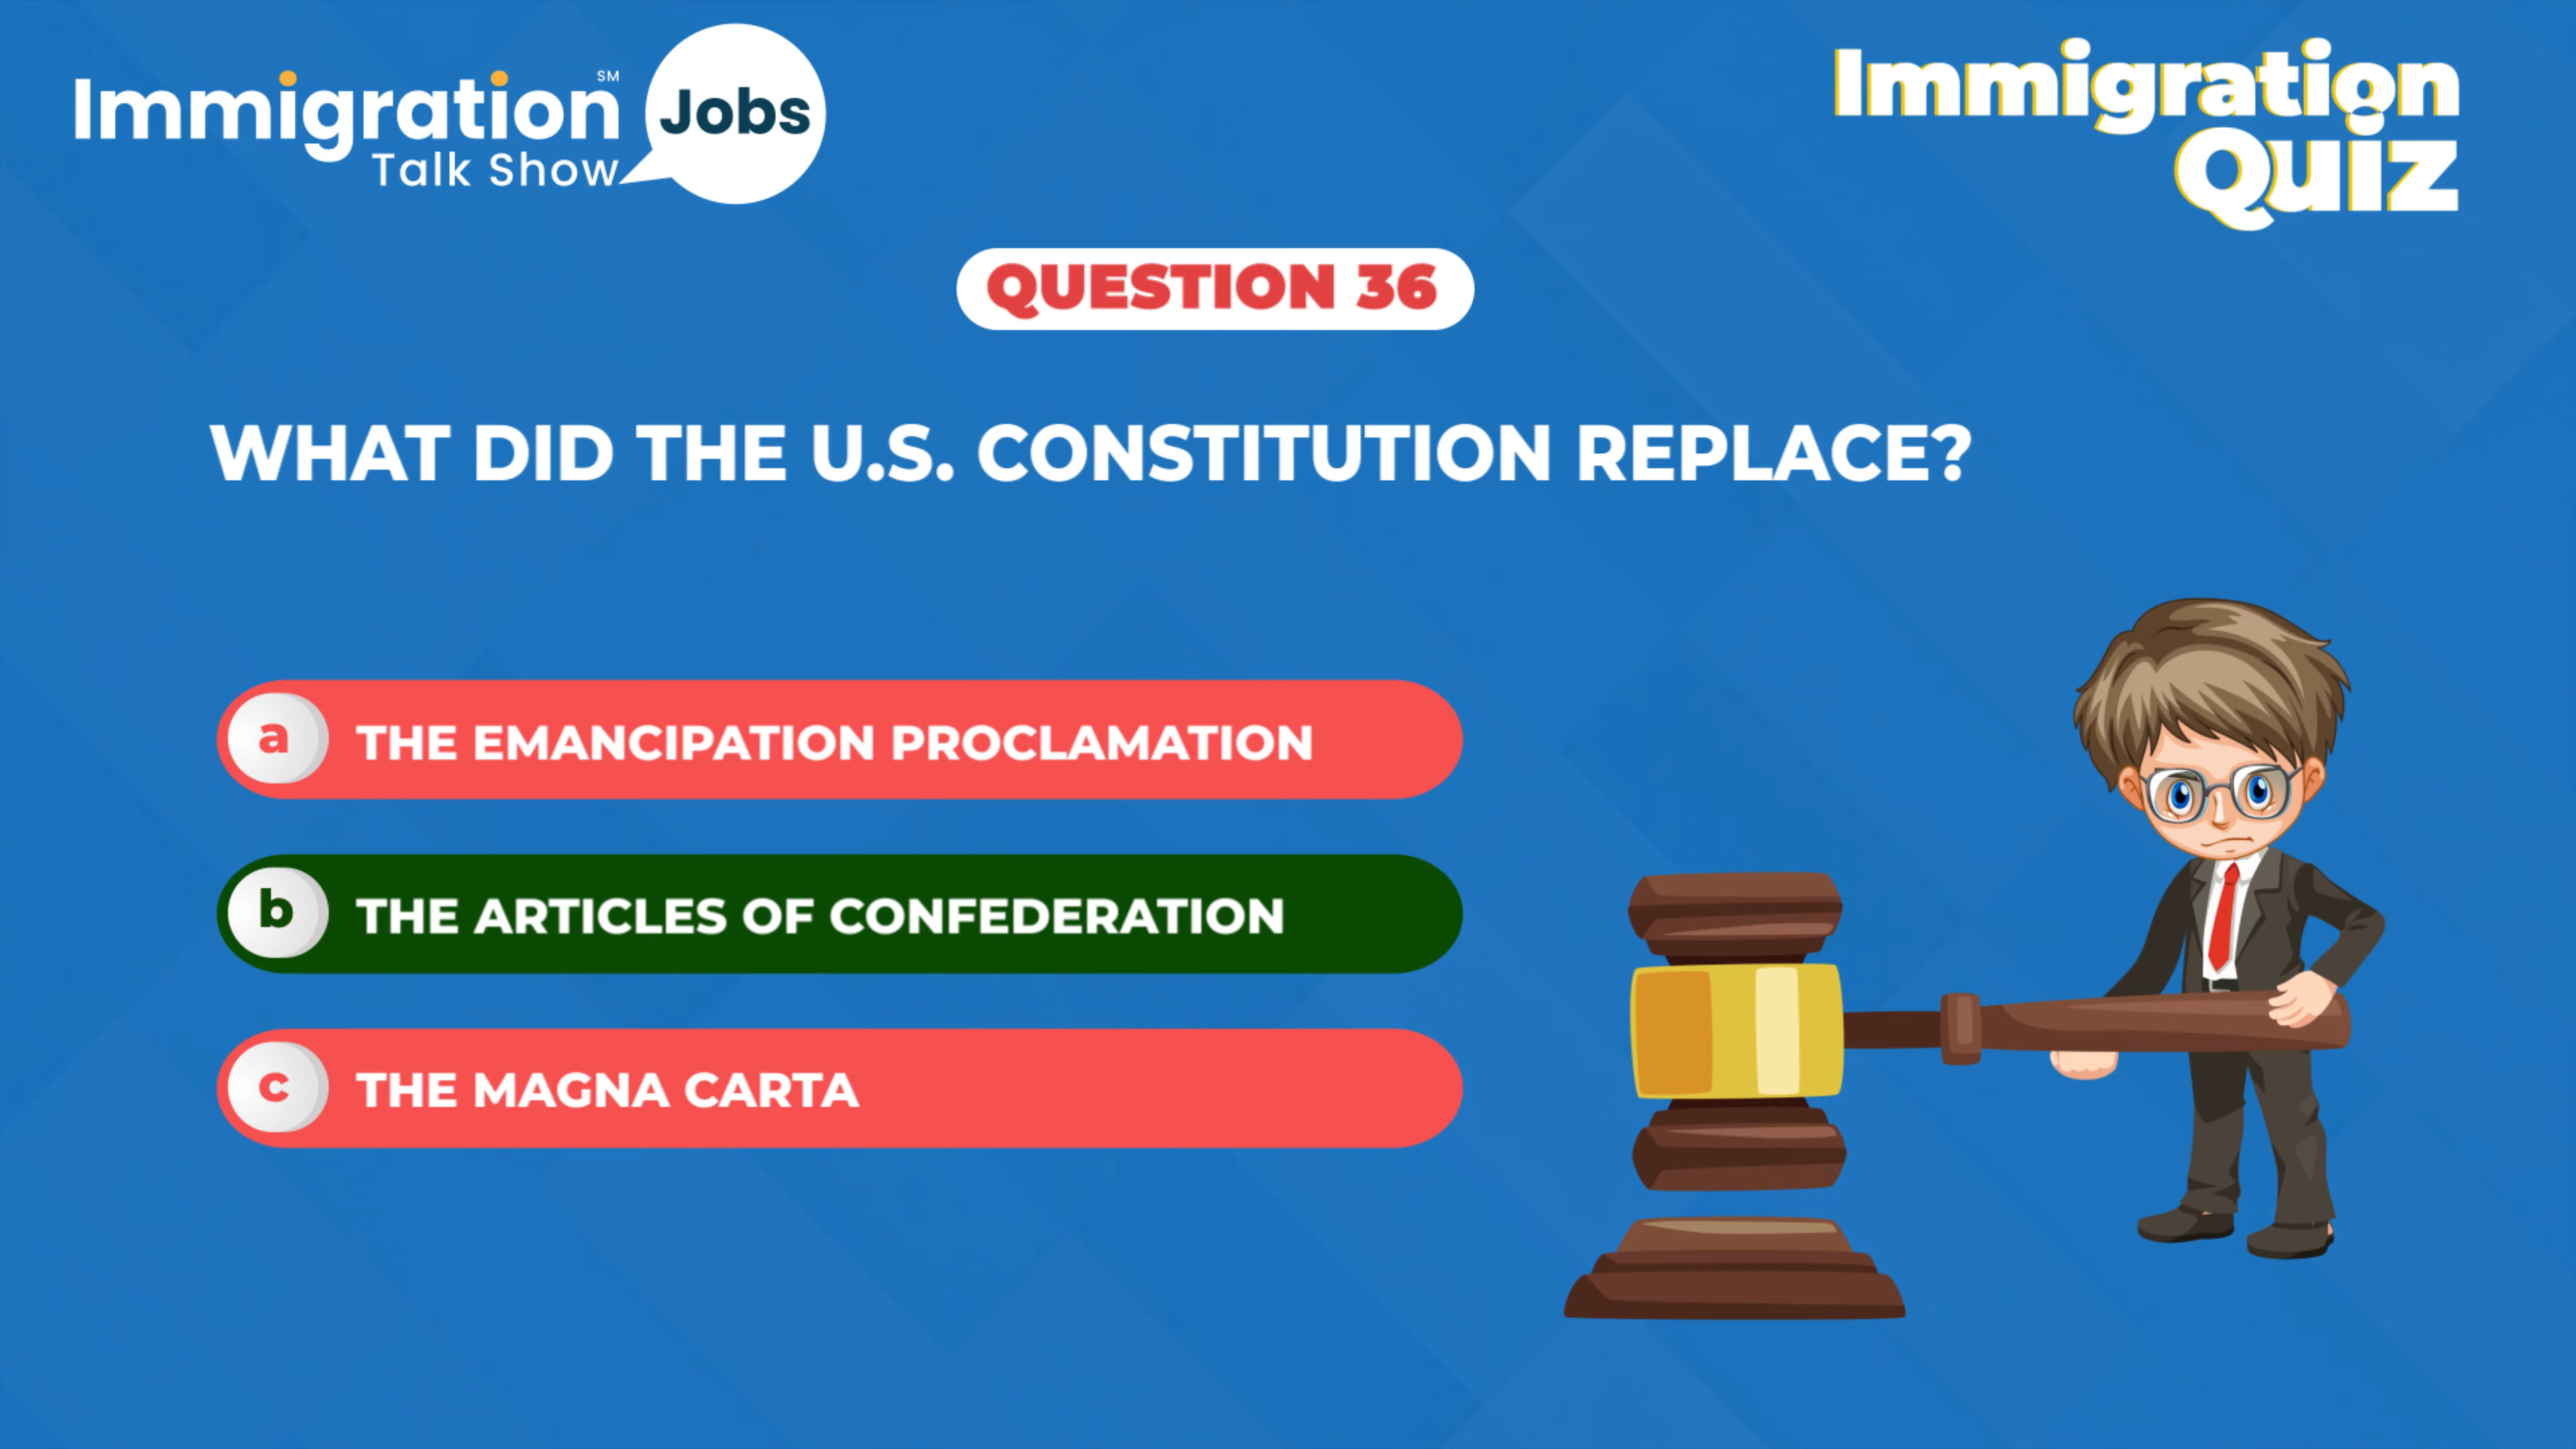 Immigration SM
Talk Show
Jobs
Immigration
Quiz
QUESTION 36
WHAT DID THE U.S. CONSTITUTION REPLACE?
a THE EMANCIPATION PROCLAMATION
b THE ARTICLES OF CONFEDERATION
c THE MAGNA CARTA